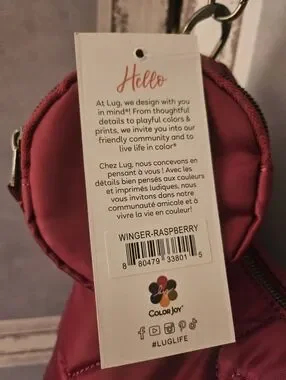 Hello
At Lug, we design with you
in mind®! From thoughtful
details to playful colors &
prints, we invite you into our
friendly community and to
live life in color®
Chez Lug, nous concevons en
pensant à vous ! Avec les
détails bien pensés aux couleurs
et imprimés ludiques, nous
vous invitons dans notre
communauté amicale et à
vivre la vie en couleur!
WINGER-RASPBERRY
8 80479 33801 5
COLORJOY
#LUGLIFE